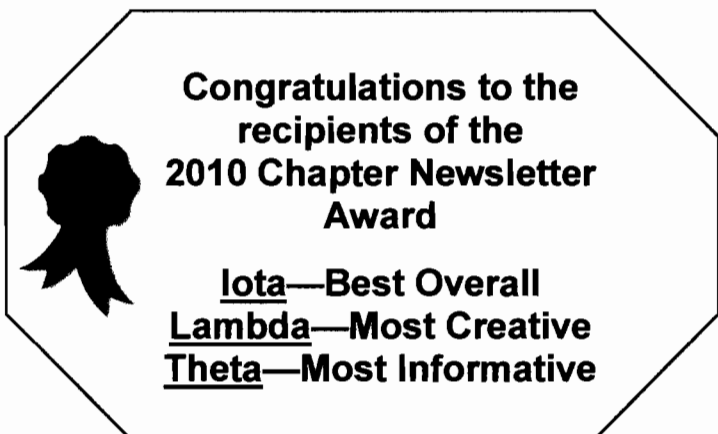 Congratulations to the
recipients of the
2010 Chapter Newsletter
Award
Iota—Best Overall
Lambda—Most Creative
Theta—Most Informative